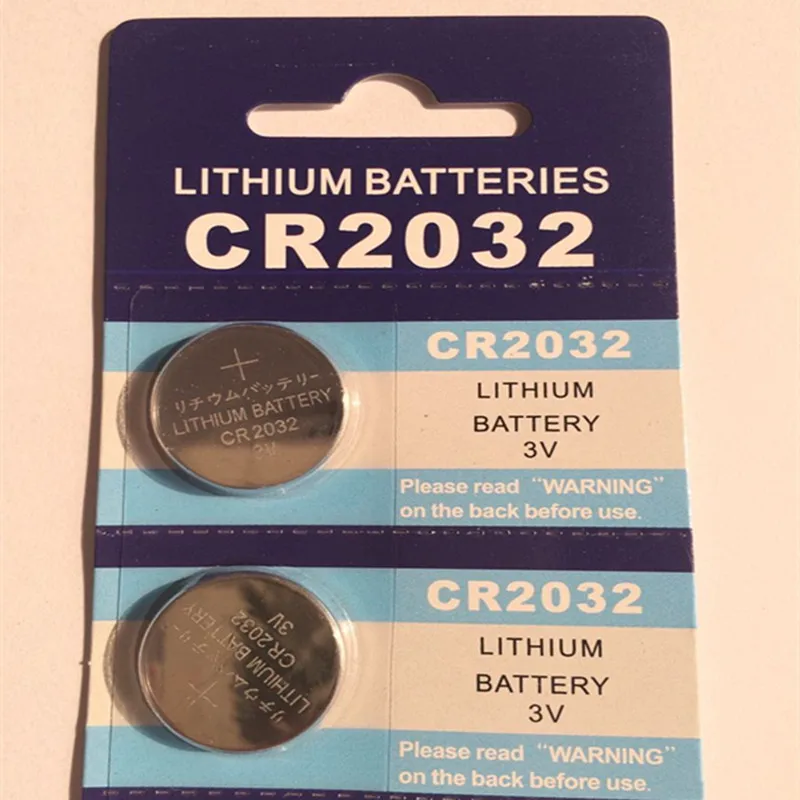 LITHIUM BATTERIES
CR2032
+
リチウムバッテリー
LITHIUM BATTERY
CR2032
3V
CR2032
LITHIUM
BATTERY
3V
Please read “WARNING”
on the back before use.
+
リチウムバッテリー
LITHIUM BATTERY
CR2032
3V
CR2032
LITHIUM
BATTERY
3V
Please read “WARNING”
on the back before use.